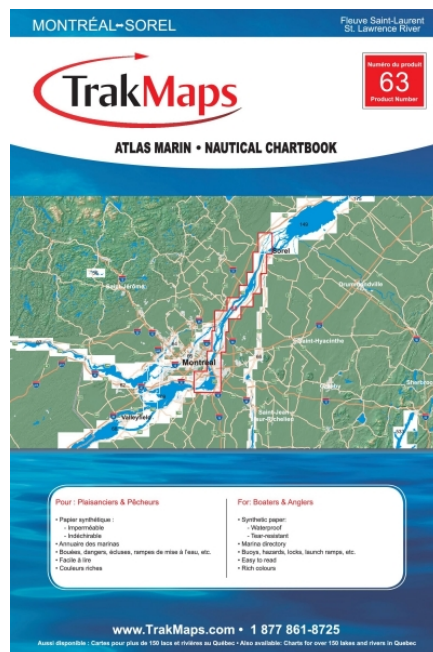 MONTRÉAL-SOREL
Fleuve Saint-Laurent
St. Lawrence River
TrakMaps
Numéro du produit
63
Product Number
ATLAS MARIN • NAUTICAL CHARTBOOK
Sorel
Saint-Jérôme
Drummondville
Saint-Hyacinthe
Montréal
Valleyfield
Pour : Plaisanciers & Pêcheurs
• Papier synthétique :
- Imperméable
- Indéchirable
• Annuaire des marinas
• Bouées, dangers, écluses, rampes de mise à l'eau, etc.
• Facile à lire
• Couleurs riches
For: Boaters & Anglers
• Synthetic paper:
- Waterproof
- Tear-resistant
• Marina directory
• Buoys, hazards, locks, launch ramps, etc.
• Easy to read
• Rich colours
www.TrakMaps.com • 1 877 861-8725
Aussi disponible : Cartes pour plus de 150 lacs et rivières au Québec • Also available: Charts for over 150 lakes and rivers in Quebec